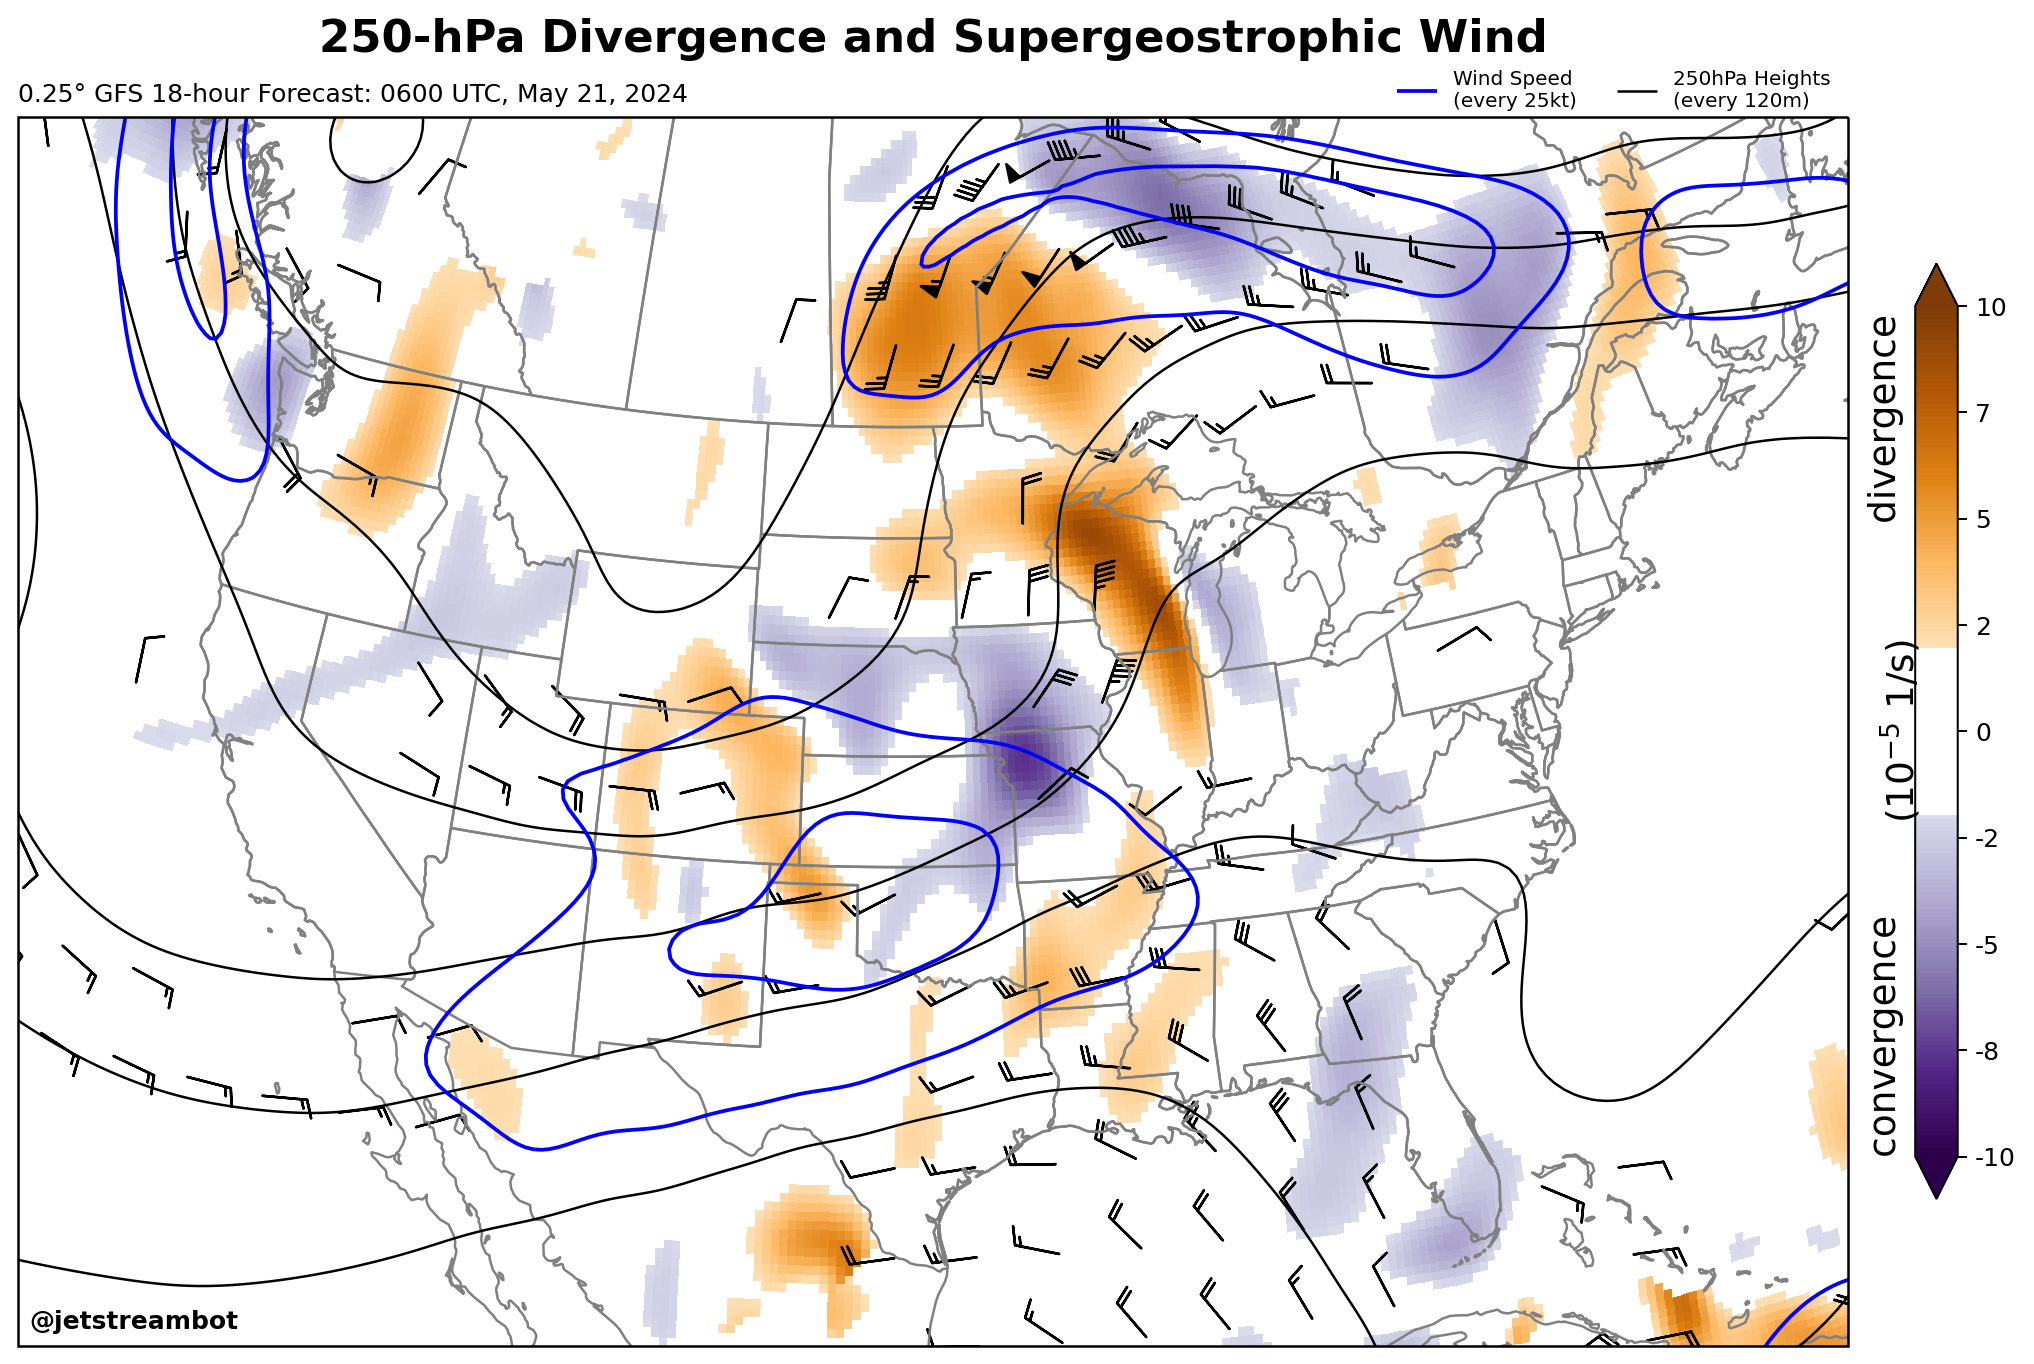 250-hPa Divergence and Supergeostrophic Wind
0.25° GFS 18-hour Forecast: 0600 UTC, May 21, 2024
Wind Speed
(every 25kt)
250hPa Heights
(every 120m)
10
7
5
2
0
-2
-5
-8
-10
divergence
(10⁻⁵ 1/s)
convergence
@jetstreambot